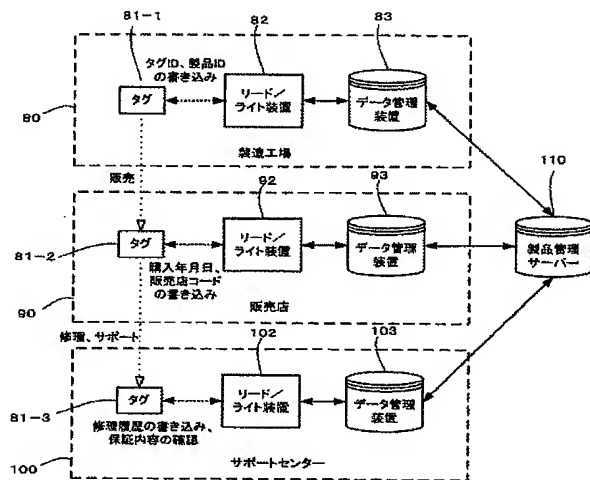 81-1
82
83
タグID、製品IDの書き込み
タグ
リード／
ライト装置
データ管理
装置
80
製造工場
販売
110
92
93
タグ
リード／
ライト装置
データ管理
装置
製品管理
サーバー
81-2
購入年月日、
販売店コード
の書き込み
販売店
90
修理、サポート
102
103
タグ
リード／
ライト装置
データ管理
装置
81-3
修理履歴の書き込み、
保証内容の確認
サポートセンター
100